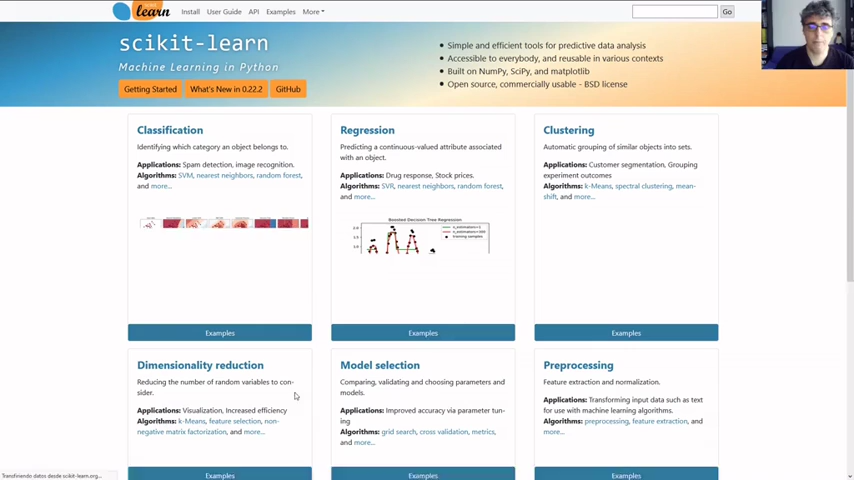 learn
Install User Guide API Examples More
Go
scikit-learn
Machine Learning in Python
Getting Started What's New in 0.22.2 GitHub
Simple and efficient tools for predictive data analysis
Accessible to everybody, and reusable in various contexts
Built on NumPy, SciPy, and matplotlib
Open source, commercially usable - BSD license
Classification
Identifying which category an object belongs to.
Applications: Spam detection, image recognition.
Algorithms: SVM, nearest neighbors, random forest,
and more...
Examples
Regression
Predicting a continuous-valued attribute associated
with an object.
Applications: Drug response, Stock prices.
Algorithms: SVR, nearest neighbors, random forest,
and more...
Boosted Decision Tree Regression
training samples
Examples
Clustering
Automatic grouping of similar objects into sets.
Applications: Customer segmentation, Grouping
experiment outcomes
Algorithms: k-Means, spectral clustering, mean-
shift, and more...
Examples
Dimensionality reduction
Reducing the number of random variables to con-
sider.
Applications: Visualization, Increased efficiency
Algorithms: k-Means, feature selection, non-
negative matrix factorization, and more...
Examples
Model selection
Comparing, validating and choosing parameters and
models.
Applications: Improved accuracy via parameter tun-
ing
Algorithms: grid search, cross validation, metrics,
and more...
Examples
Preprocessing
Feature extraction and normalization.
Applications: Transforming input data such as text
for use with machine learning algorithms.
Algorithms: preprocessing, feature extraction, and
more...
Examples
Transfiriendo datos desde scikit-learn.org...